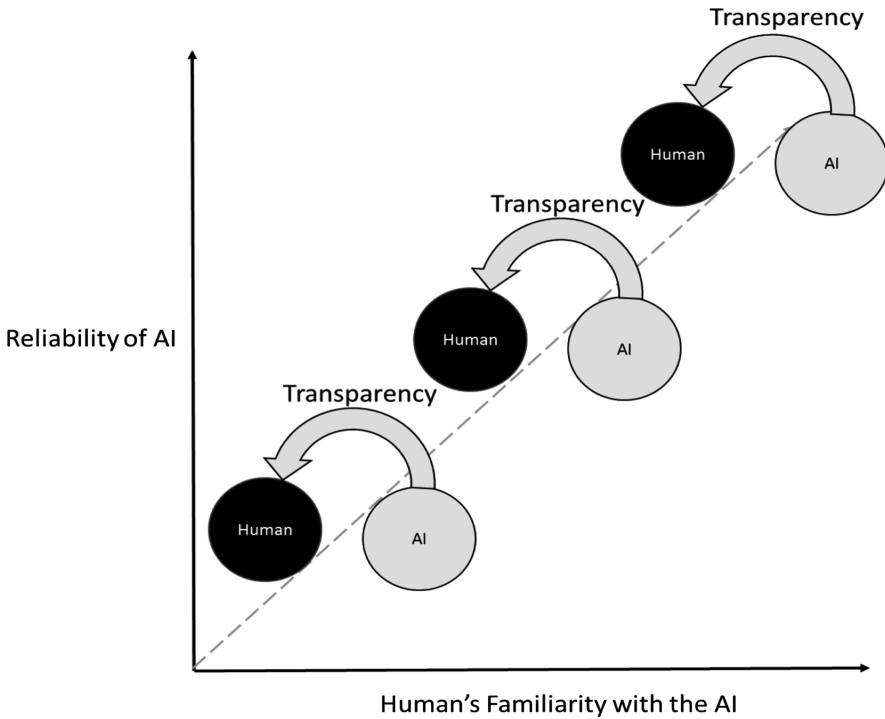 Transparency
Human
AI
Transparency
Human
AI
Reliability of AI
Transparency
Human
AI
Human's Familiarity with the AI